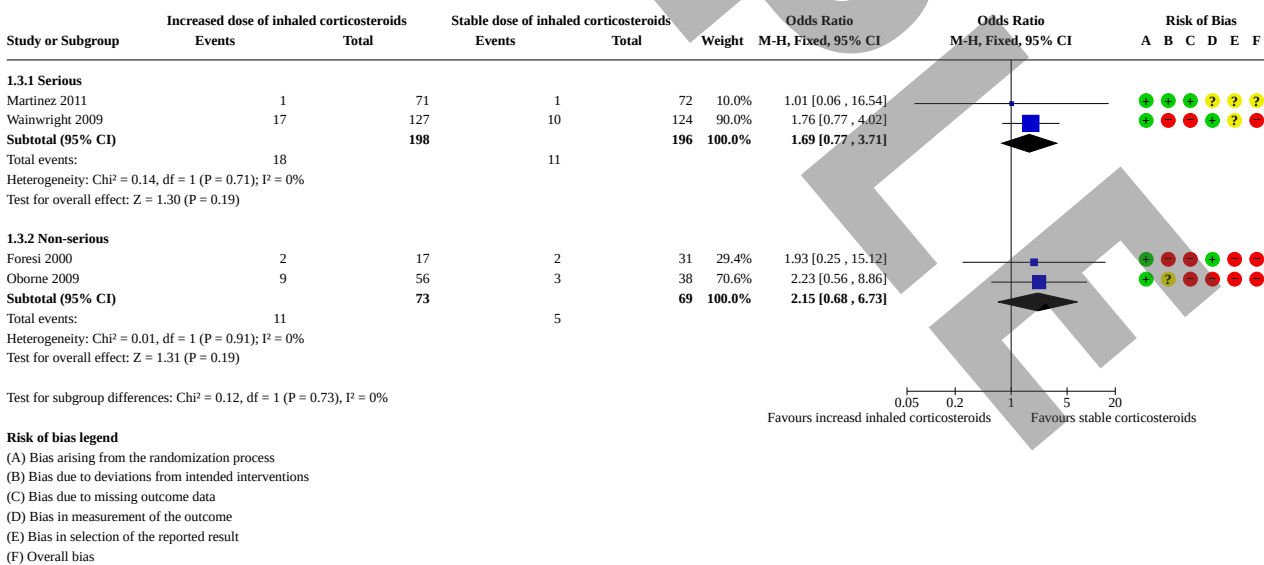 Increased dose of inhaled corticosteroids Stable dose of inhaled corticosteroids Odds Ratio Odds Ratio Risk of Bias
Study or Subgroup Events Total Events Total Weight M-H, Fixed, 95% CI M-H, Fixed, 95% CI A B C D E F
1.3.1 Serious
Martinez 2011 1 71 1 72 10.0% 1.01 [0.06 , 16.54] + + + ? ? ?
Wainwright 2009 17 127 10 124 90.0% 1.76 [0.77 , 4.02] + − − + ? −
Subtotal (95% CI) 198 196 100.0% 1.69 [0.77 , 3.71]
Total events: 18 11
Heterogeneity: Chi² = 0.14, df = 1 (P = 0.71); I² = 0%
Test for overall effect: Z = 1.30 (P = 0.19)
1.3.2 Non-serious
Foresi 2000 2 17 2 31 29.4% 1.93 [0.25 , 15.12] + − − + − −
Oborne 2009 9 56 3 38 70.6% 2.23 [0.56 , 8.86] + ? − − − −
Subtotal (95% CI) 73 69 100.0% 2.15 [0.68 , 6.73]
Total events: 11 5
Heterogeneity: Chi² = 0.01, df = 1 (P = 0.91); I² = 0%
Test for overall effect: Z = 1.31 (P = 0.19)
Test for subgroup differences: Chi² = 0.12, df = 1 (P = 0.73), I² = 0%
0.05 0.2 1 5 20
Favours increasd inhaled corticosteroids Favours stable corticosteroids
Risk of bias legend
(A) Bias arising from the randomization process
(B) Bias due to deviations from intended interventions
(C) Bias due to missing outcome data
(D) Bias in measurement of the outcome
(E) Bias in selection of the reported result
(F) Overall bias
L
E